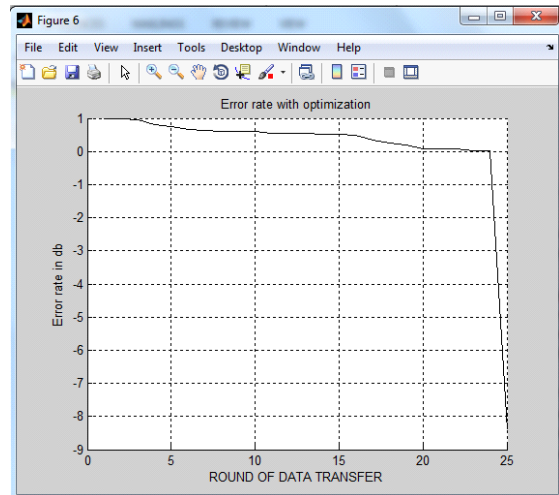 Figure 6
File Edit View Insert Tools Desktop Window Help
Error rate with optimization
1
0
-1
-2
-3
-4
-5
-6
-7
-8
-9
Error rate in db
0 5 10 15 20 25
ROUND OF DATA TRANSFER